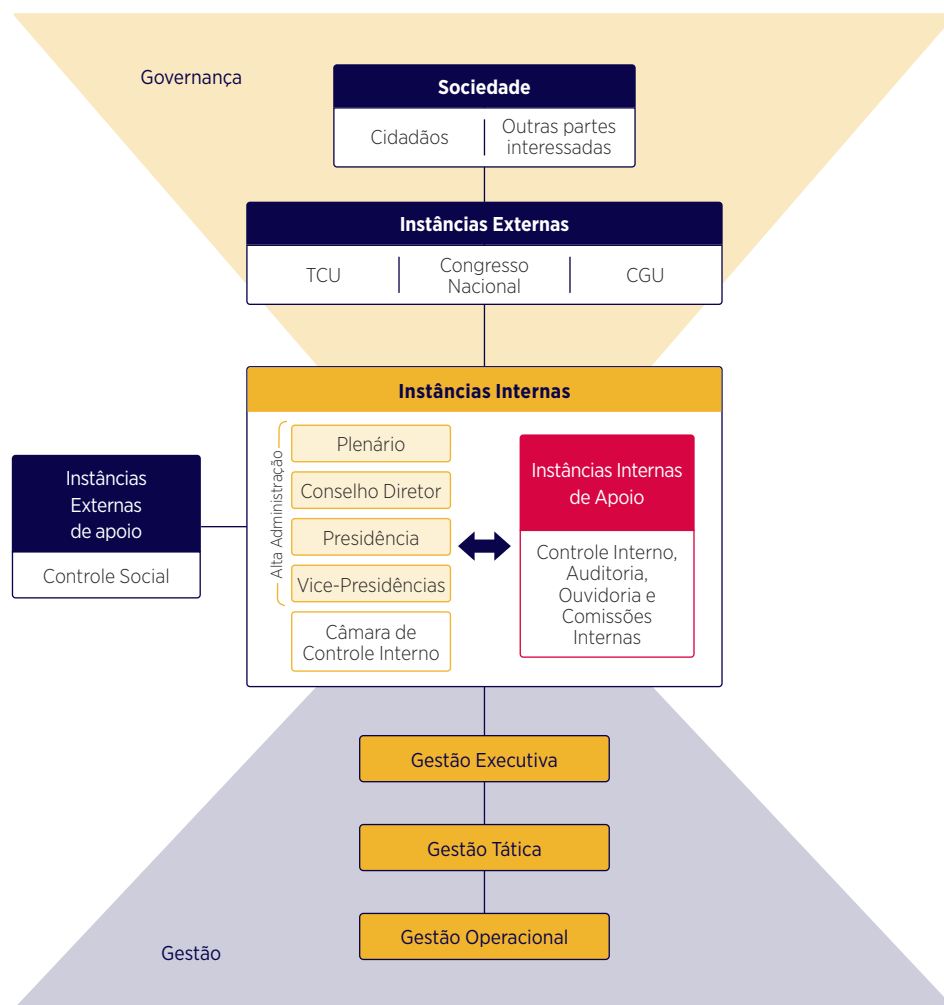 Governança
Sociedade
Cidadãos
Outras partes
interessadas
Instâncias Externas
TCU
Congresso
Nacional
CGU
Instâncias Internas
Alta Administração
Plenário
Conselho Diretor
Presidência
Vice-Presidências
Câmara de
Controle Interno
Instâncias Internas
de Apoio
Controle Interno,
Auditoria,
Ouvidoria e
Comissões
Internas
Instâncias
Externas
de apoio
Controle Social
Gestão Executiva
Gestão Tática
Gestão Operacional
Gestão